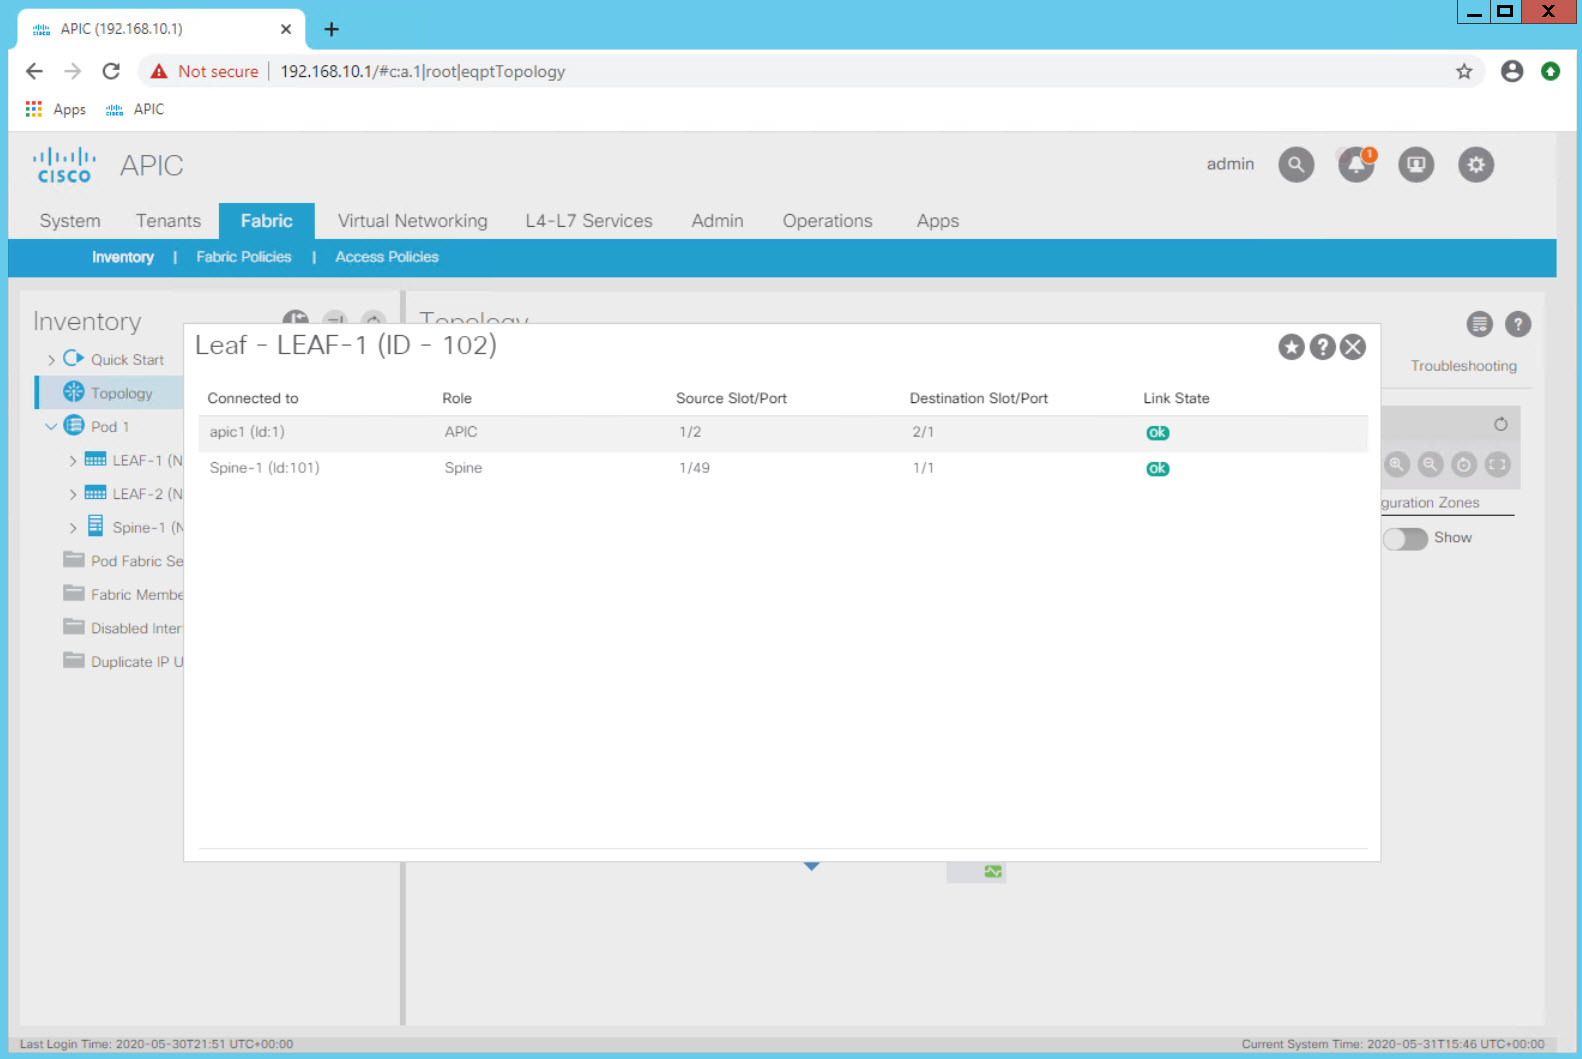 APIC (192.168.10.1)
Not secure
192.168.10.1/#c:a.1|root|eqptTopology
Apps
APIC
CISCO
APIC
admin
1
System Tenants Fabric Virtual Networking L4-L7 Services Admin Operations Apps
Inventory | Fabric Policies | Access Policies
Inventory
Quick Start
Topology
Pod 1
LEAF-1 (N
LEAF-2 (N
Spine-1 (N
Pod Fabric Se
Fabric Membe
Disabled Inter
Duplicate IP U
Topology
Troubleshooting
guration Zones
Show
Leaf - LEAF-1 (ID - 102)
Connected to Role Source Slot/Port Destination Slot/Port Link State
apic1 (Id:1) APIC 1/2 2/1 ok
Spine-1 (Id:101) Spine 1/49 1/1 ok
Last Login Time: 2020-05-30T21:51 UTC+00:00
Current System Time: 2020-05-31T15:46 UTC+00:00